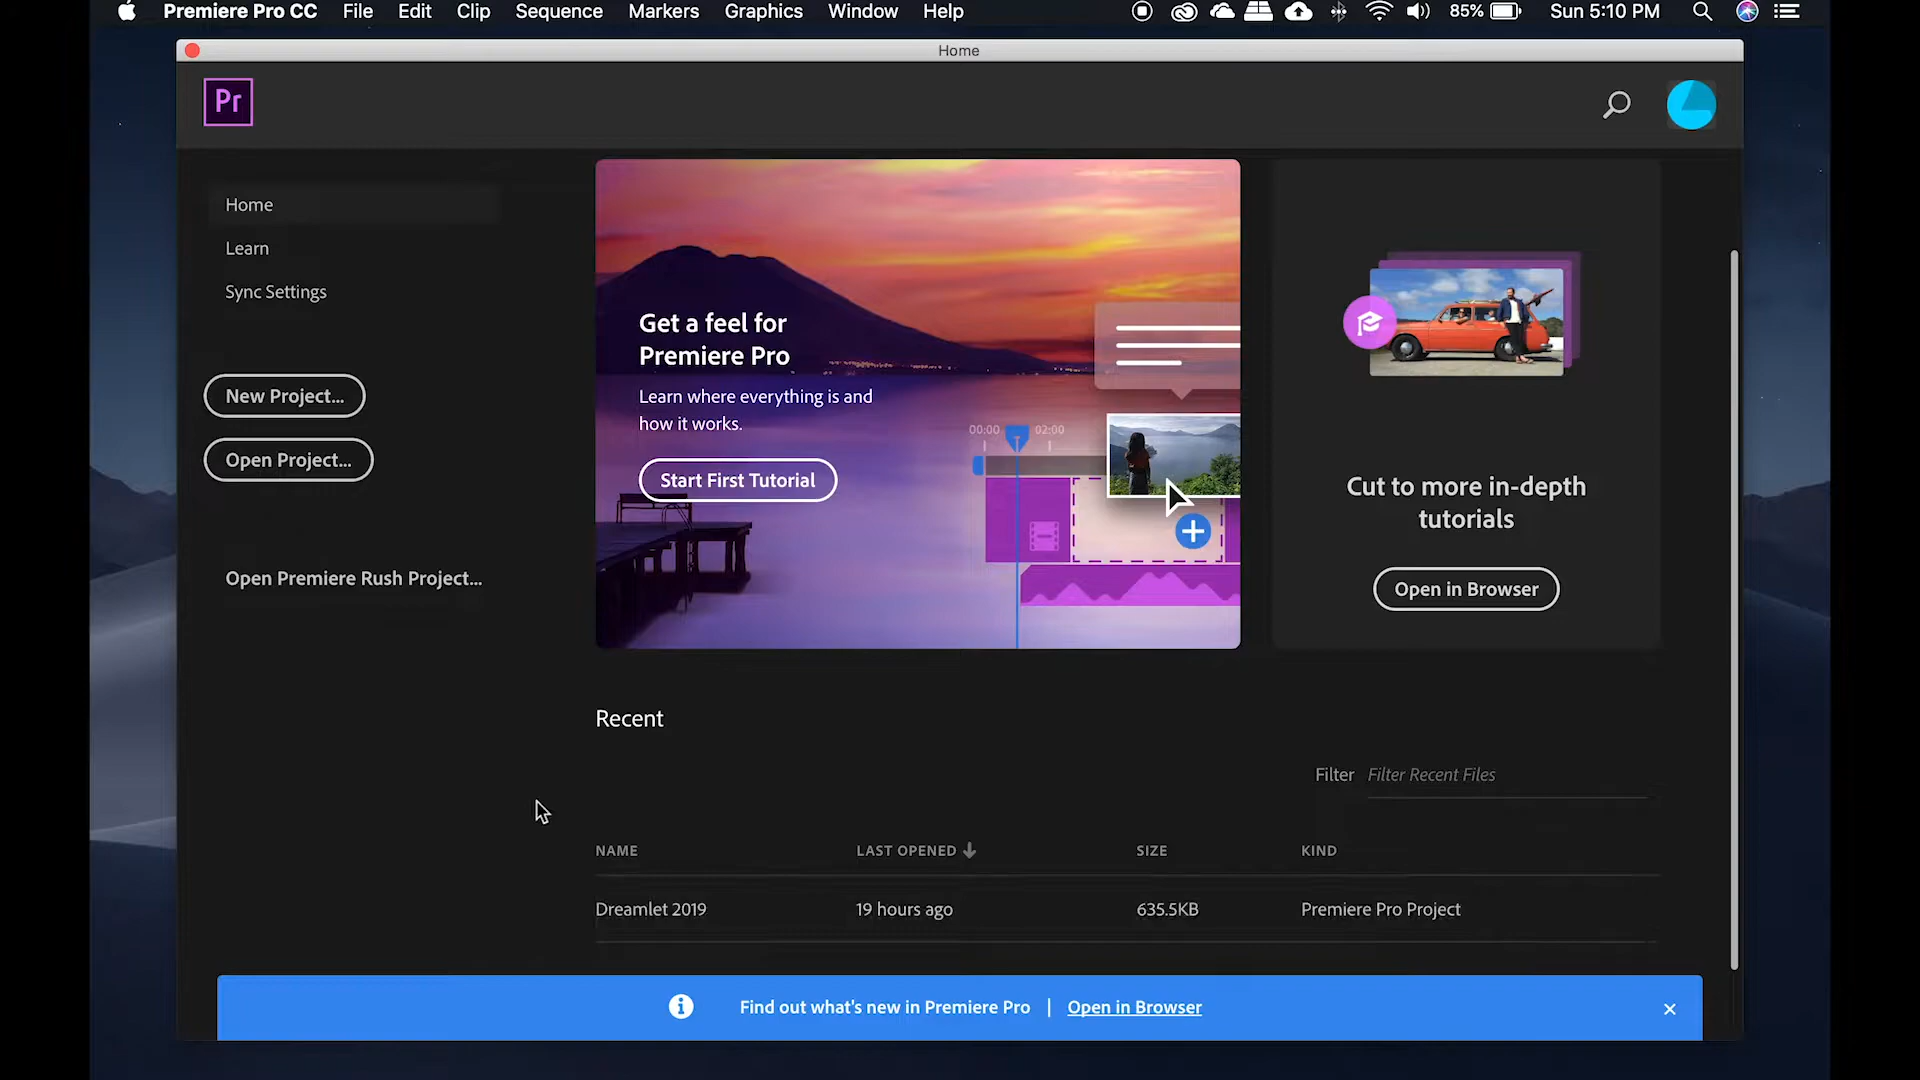 Premiere Pro CC File Edit Clip Sequence Markers Graphics Window Help 85% Sun 5:10 PM
Home
Pr
Home
Learn
Sync Settings
New Project...
Open Project...
Open Premiere Rush Project...
Get a feel for
Premiere Pro
Learn where everything is and
how it works.
Start First Tutorial
00:00 02:00
Cut to more in-depth
tutorials
Open in Browser
Recent
Filter Filter Recent Files
NAME LAST OPENED SIZE KIND
Dreamlet 2019 19 hours ago 635.5KB Premiere Pro Project
Find out what's new in Premiere Pro | Open in Browser